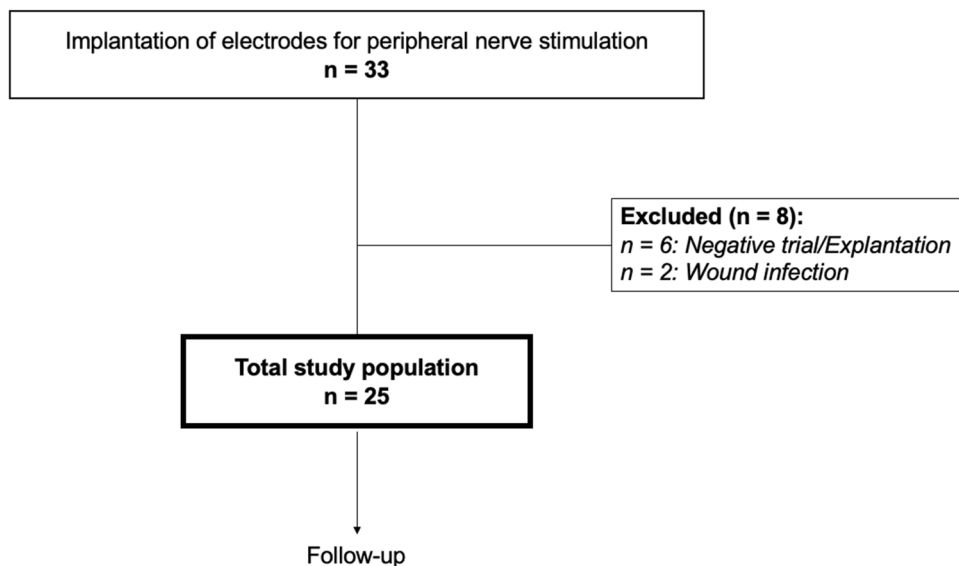 Implantation of electrodes for peripheral nerve stimulation
n = 33
Excluded (n = 8):
n = 6: Negative trial/Explantation
n = 2: Wound infection
Total study population
n = 25
Follow-up